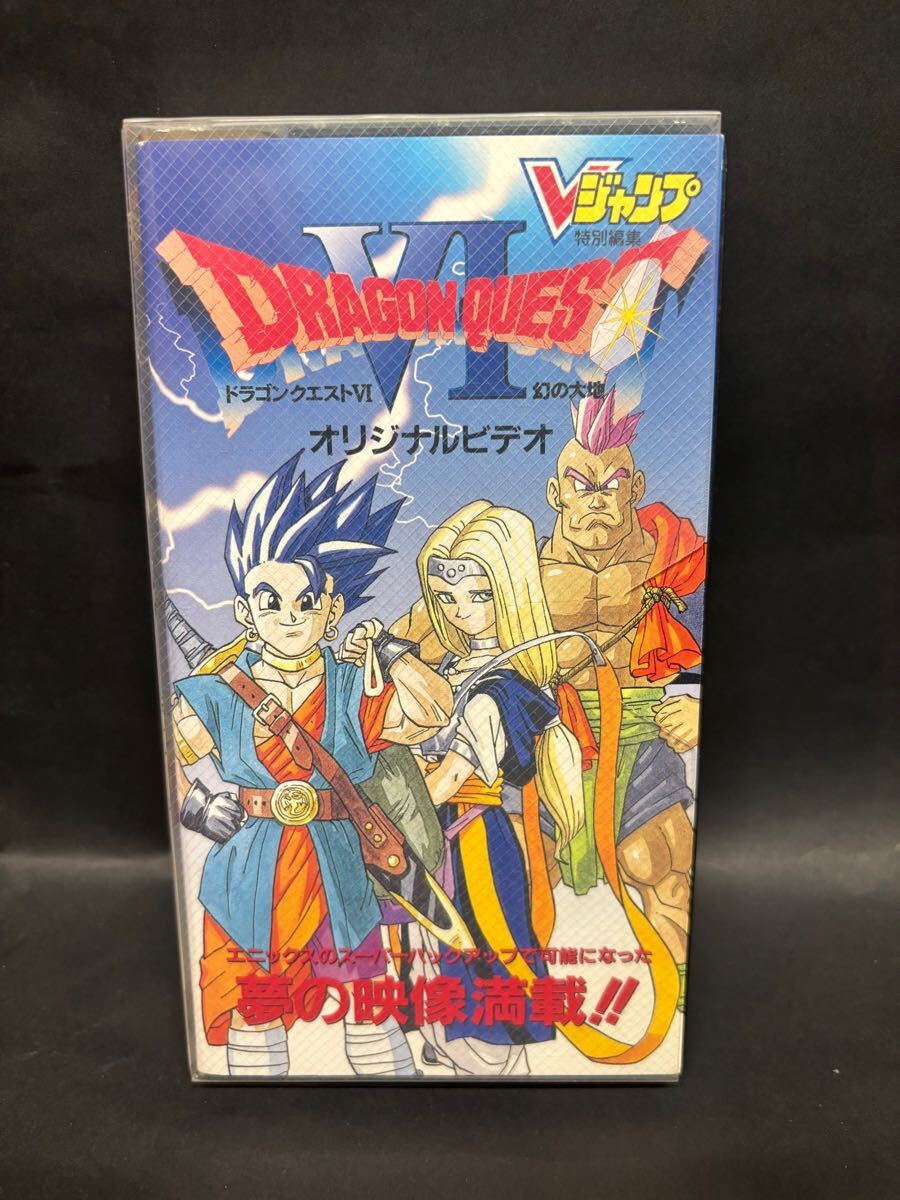 Vジャンプ
特別編集
VI
DRAGON QUEST
ドラゴンクエストVI 幻の大地
オリジナルビデオ
エニックスのスーパーバックアップで可能になった
夢の映像満載!!